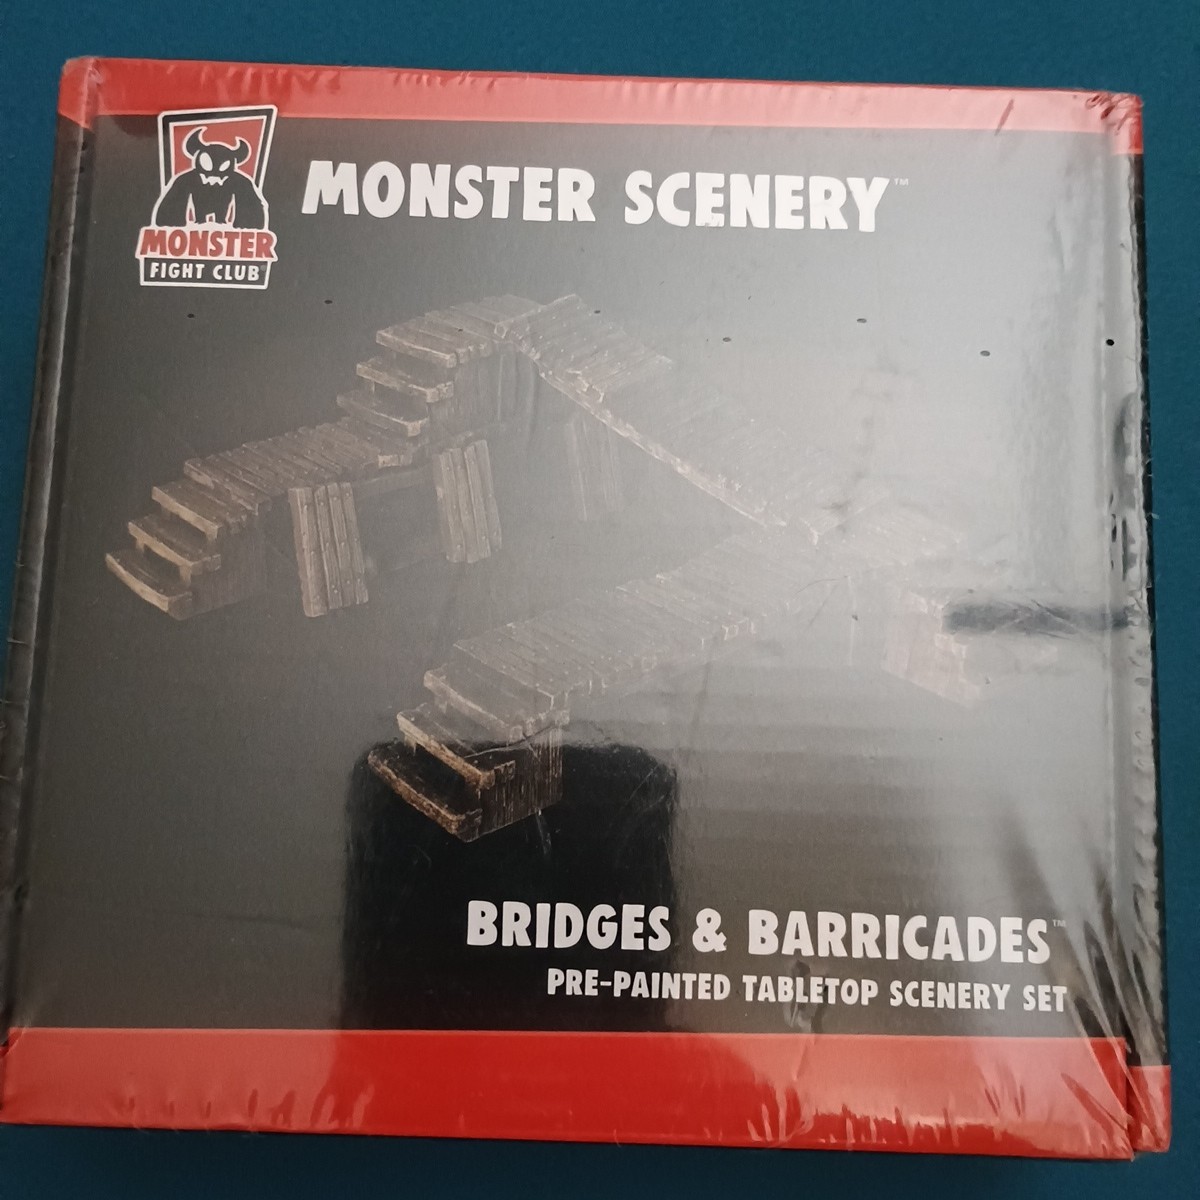 MONSTER SCENERY™
MONSTER
FIGHT CLUB®
BRIDGES & BARRICADES™
PRE-PAINTED TABLETOP SCENERY SET